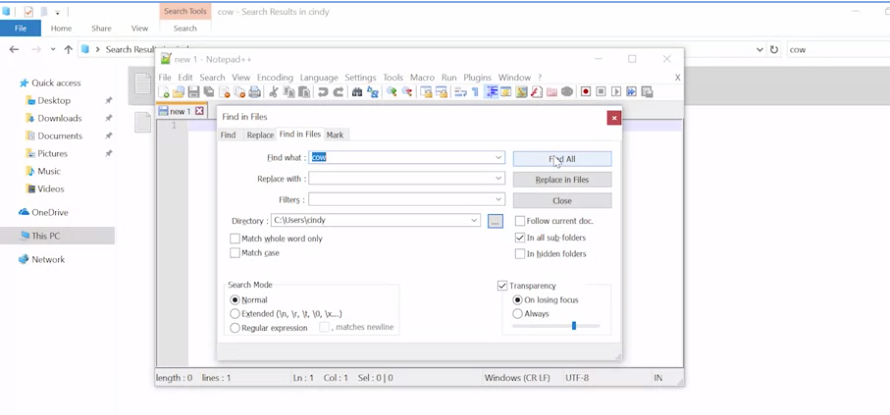 Search Tools
cow - Search Results in cindy
File Home Share View Search
Search Results in
cow
Quick access
Desktop
Downloads
Documents
Pictures
Music
Videos
OneDrive
This PC
Network
new 1 - Notepad++
File Edit Search View Encoding Language Settings Tools Macro Run Plugins Window ? X
new 1
1
Find in Files
Find Replace Find in Files Mark
Find what : cow
Find All
Replace with :
Replace in Files
Filters :
Close
Directory : C:\Users\cindy
...
Follow current doc.
Match whole word only
In all sub-folders
Match case
In hidden folders
Search Mode
Normal
Extended (\n, \r, \t, \0, \x...)
Regular expression . matches newline
Transparency
On losing focus
Always
length : 0 lines : 1 Ln : 1 Col : 1 Sel : 0 | 0 Windows (CR LF) UTF-8 IN